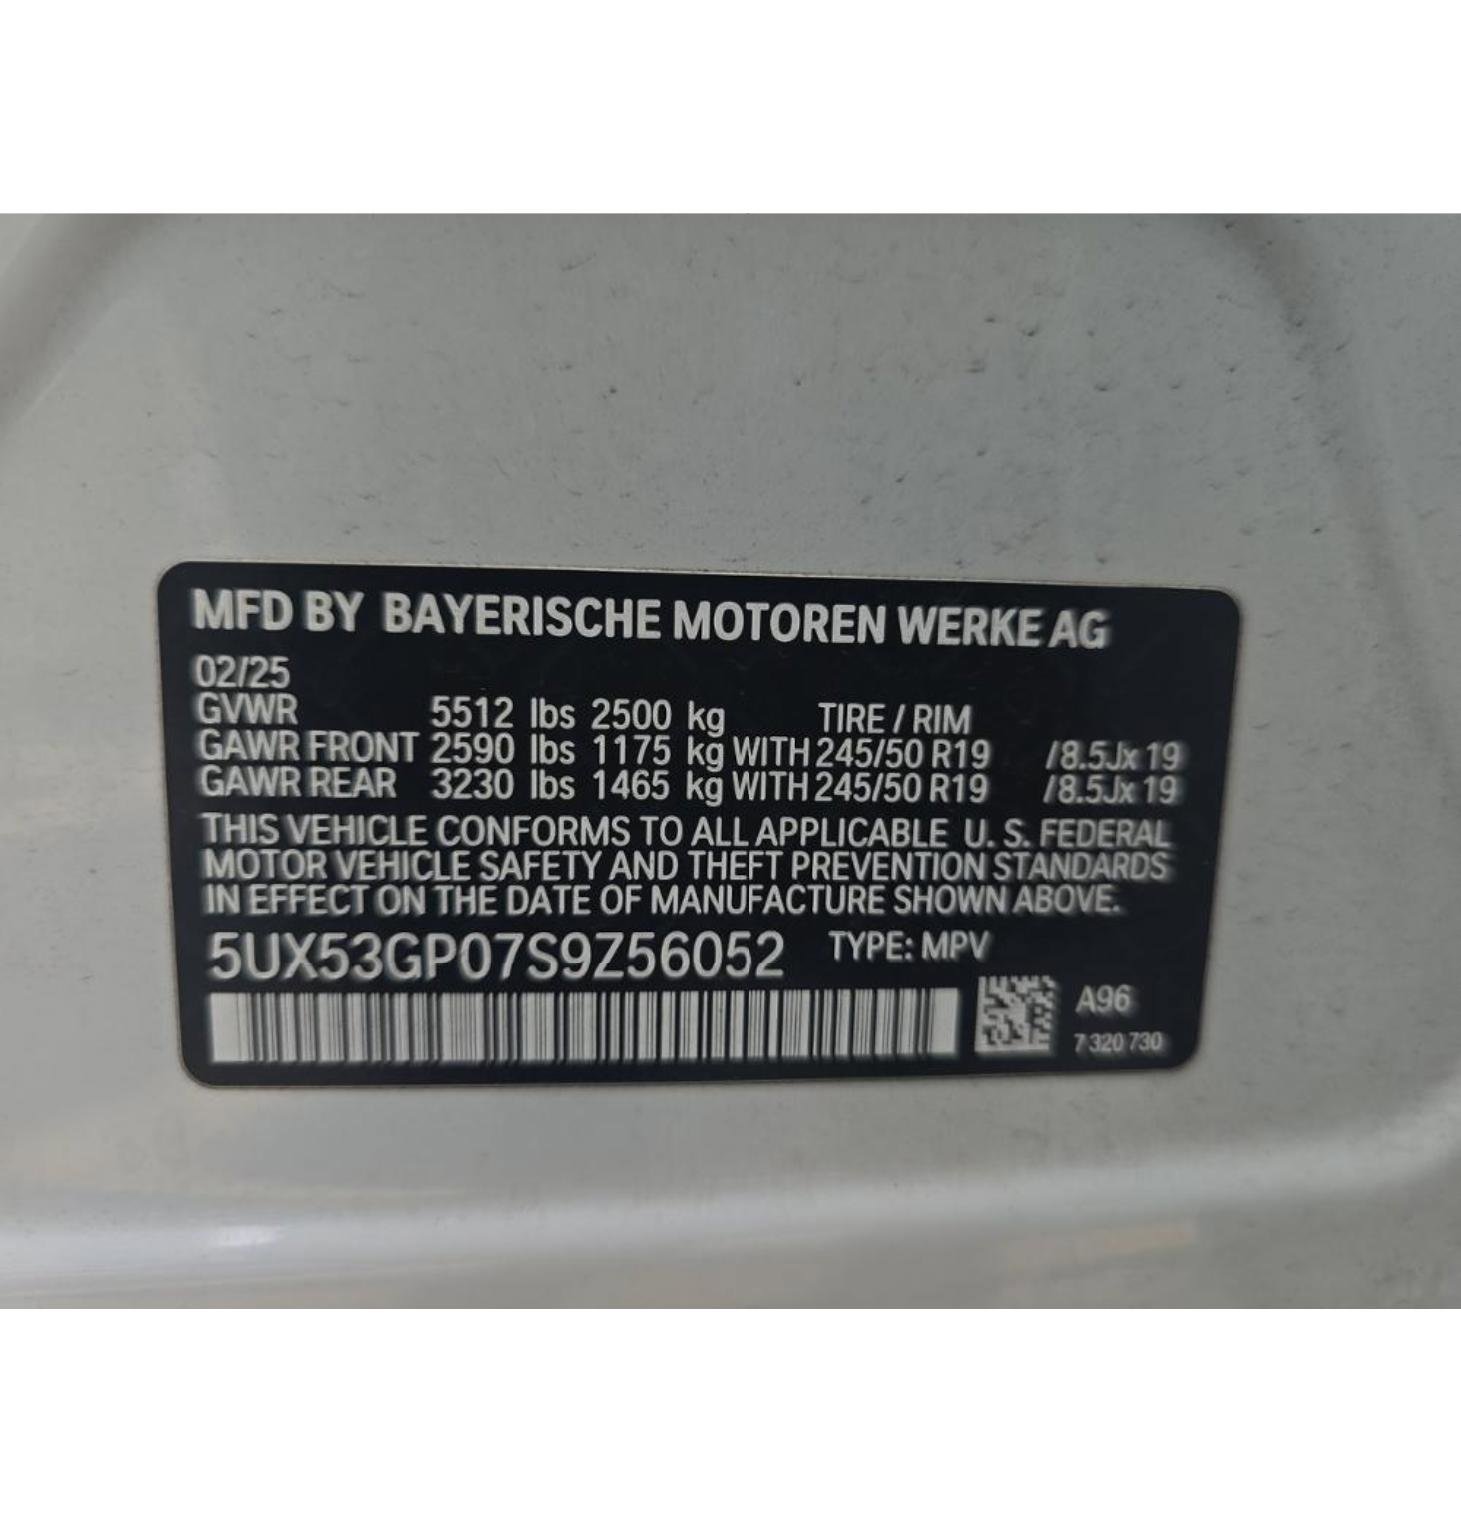 MFD BY BAYERISCHE MOTOREN WERKE AG
02/25
GVWR 5512 lbs 2500 kg TIRE / RIM
GAWR FRONT 2590 lbs 1175 kg WITH 245/50 R19 /8.5Jx19
GAWR REAR 3230 lbs 1465 kg WITH 245/50 R19 /8.5Jx19
THIS VEHICLE CONFORMS TO ALL APPLICABLE U. S. FEDERAL
MOTOR VEHICLE SAFETY AND THEFT PREVENTION STANDARDS
IN EFFECT ON THE DATE OF MANUFACTURE SHOWN ABOVE.
5UX53GP07S9Z56052 TYPE: MPV
A96
7 320 730